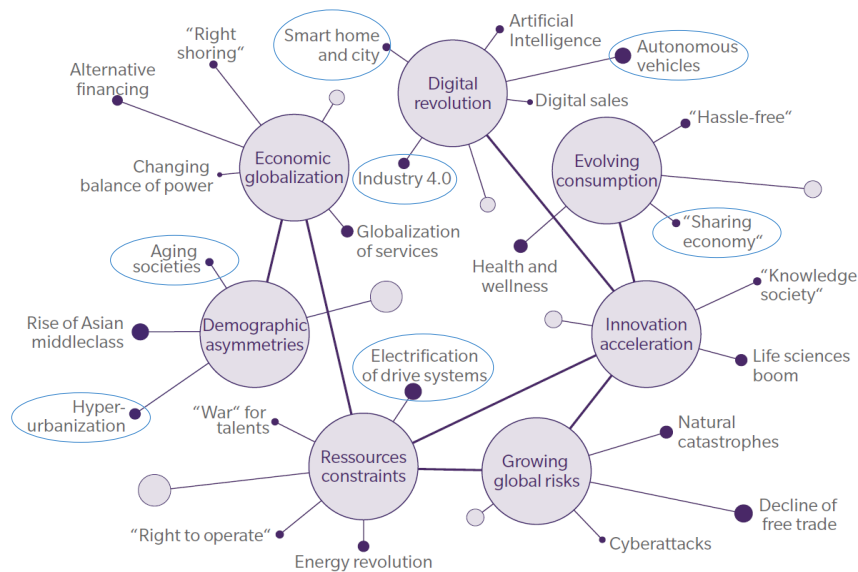 "Right
shoring"
Alternative
financing
Changing
balance of power
Economic
globalization
Globalization
of services
Smart home
and city
Digital
revolution
Artificial
Intelligence
Autonomous
vehicles
Digital sales
Industry 4.0
Evolving
consumption
"Hassle-free"
"Sharing
economy"
Health and
wellness
Aging
societies
Rise of Asian
middleclass
Demographic
asymmetries
Hyper-
urbanization
Innovation
acceleration
"Knowledge
society"
Life sciences
boom
Electrification
of drive systems
"War" for
talents
Ressources
constraints
"Right to operate"
Energy revolution
Growing
global risks
Natural
catastrophes
Decline of
free trade
Cyberattacks